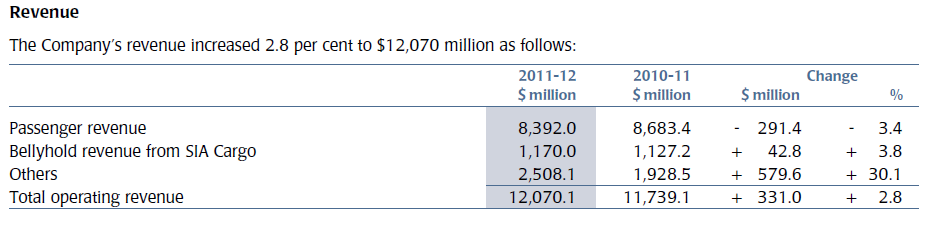 Revenue
The Company's revenue increased 2.8 per cent to $12,070 million as follows:
2011-12 2010-11 Change
$ million $ million $ million %
Passenger revenue 8,392.0 8,683.4 - 291.4 - 3.4
Bellyhold revenue from SIA Cargo 1,170.0 1,127.2 + 42.8 + 3.8
Others 2,508.1 1,928.5 + 579.6 + 30.1
Total operating revenue 12,070.1 11,739.1 + 331.0 + 2.8